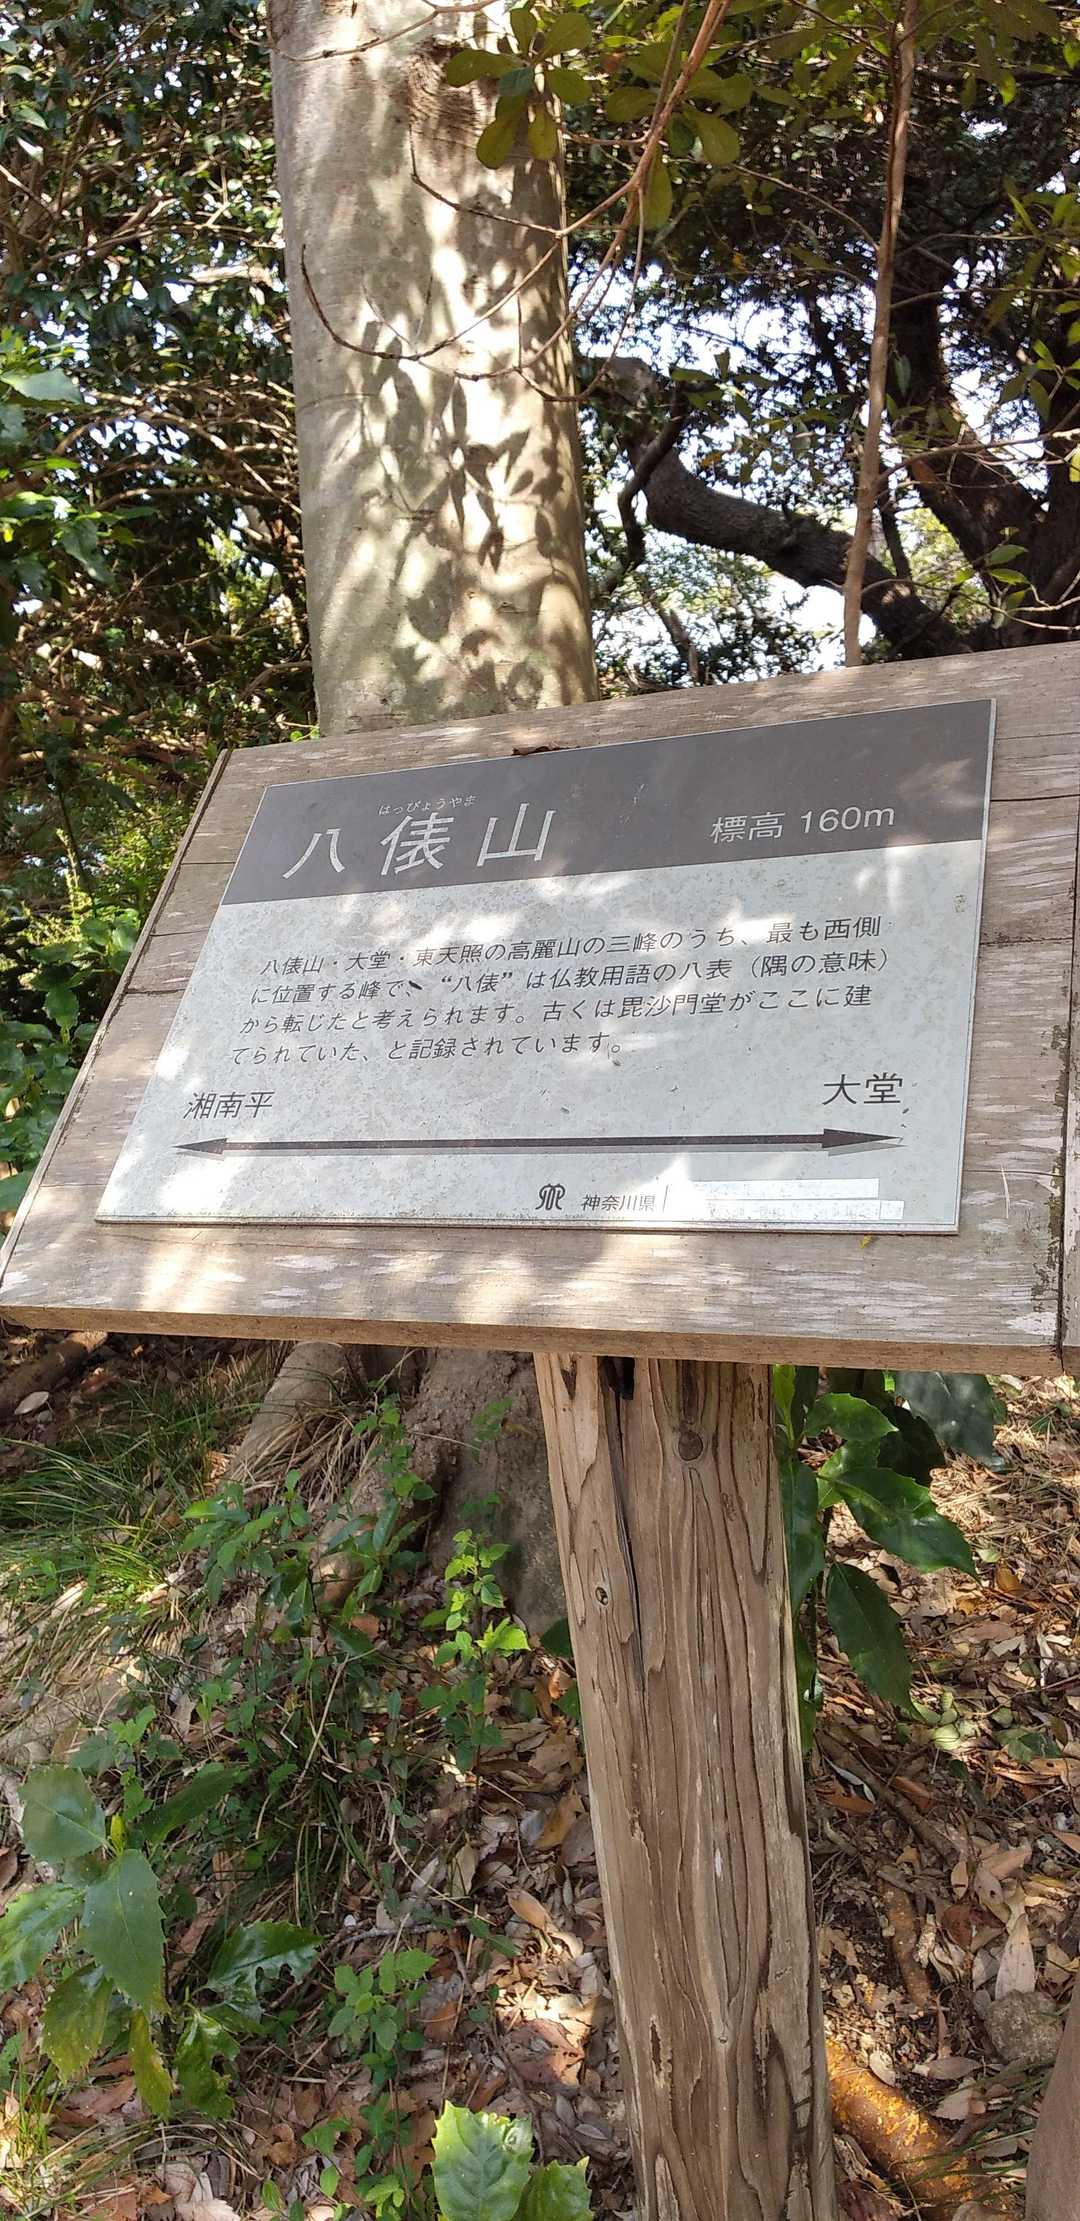 はっぴょうやま
八俵山 標高 160m
八俵山・大堂・東天照の高麗山の三峰のうち、最も西側
に位置する峰で、“八俵”は仏教用語の八表（隅の意味）
から転じたと考えられます。古くは毘沙門堂がここに建
てられていた、と記録されています。
湘南平 大堂
神奈川県